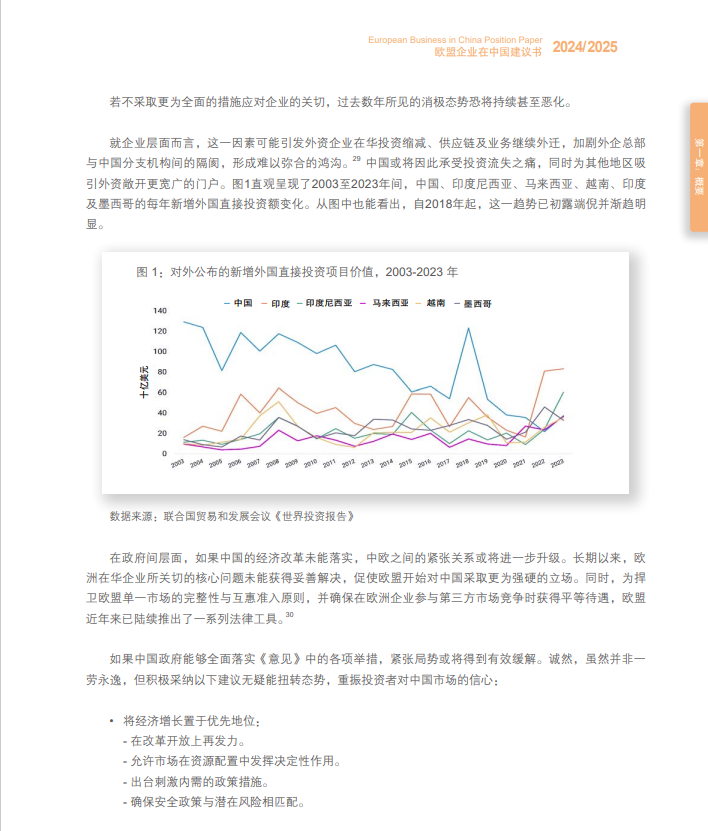 European Business in China Position Paper
欧盟企业在中国建议书 2024/2025
第一章：概要
若不采取更为全面的措施应对企业的关切，过去数年所见的消极态势恐将持续甚至恶化。
就企业层面而言，这一因素可能引发外资企业在华投资缩减、供应链及业务继续外迁，加剧外企总部
与中国分支机构间的隔阂，形成难以弥合的鸿沟。29 中国或将因此承受投资流失之痛，同时为其他地区吸
引外资敞开更宽广的门户。图1直观呈现了2003至2023年间，中国、印度尼西亚、马来西亚、越南、印度
及墨西哥的每年新增外国直接投资额变化。从图中也能看出，自2018年起，这一趋势已初露端倪并渐趋明
显。
图 1：对外公布的新增外国直接投资项目价值，2003-2023 年
中国 印度 印度尼西亚 马来西亚 越南 墨西哥
十亿美元
140
120
100
80
60
40
20
0
2003 2004 2005 2006 2007 2008 2009 2010 2011 2012 2013 2014 2015 2016 2017 2018 2019 2020 2021 2022 2023
数据来源：联合国贸易和发展会议《世界投资报告》
在政府间层面，如果中国的经济改革未能落实，中欧之间的紧张关系或将进一步升级。长期以来，欧
洲在华企业所关切的核心问题未能获得妥善解决，促使欧盟开始对中国采取更为强硬的立场。同时，为捍
卫欧盟单一市场的完整性与互惠准入原则，并确保在欧洲企业参与第三方市场竞争时获得平等待遇，欧盟
近年来已陆续推出了一系列法律工具。30
如果中国政府能够全面落实《意见》中的各项举措，紧张局势或将得到有效缓解。诚然，虽然并非一
劳永逸，但积极采纳以下建议无疑能扭转态势，重振投资者对中国市场的信心：
• 将经济增长置于优先地位：
- 在改革开放上再发力。
- 允许市场在资源配置中发挥决定性作用。
- 出台刺激内需的政策措施。
- 确保安全政策与潜在风险相匹配。